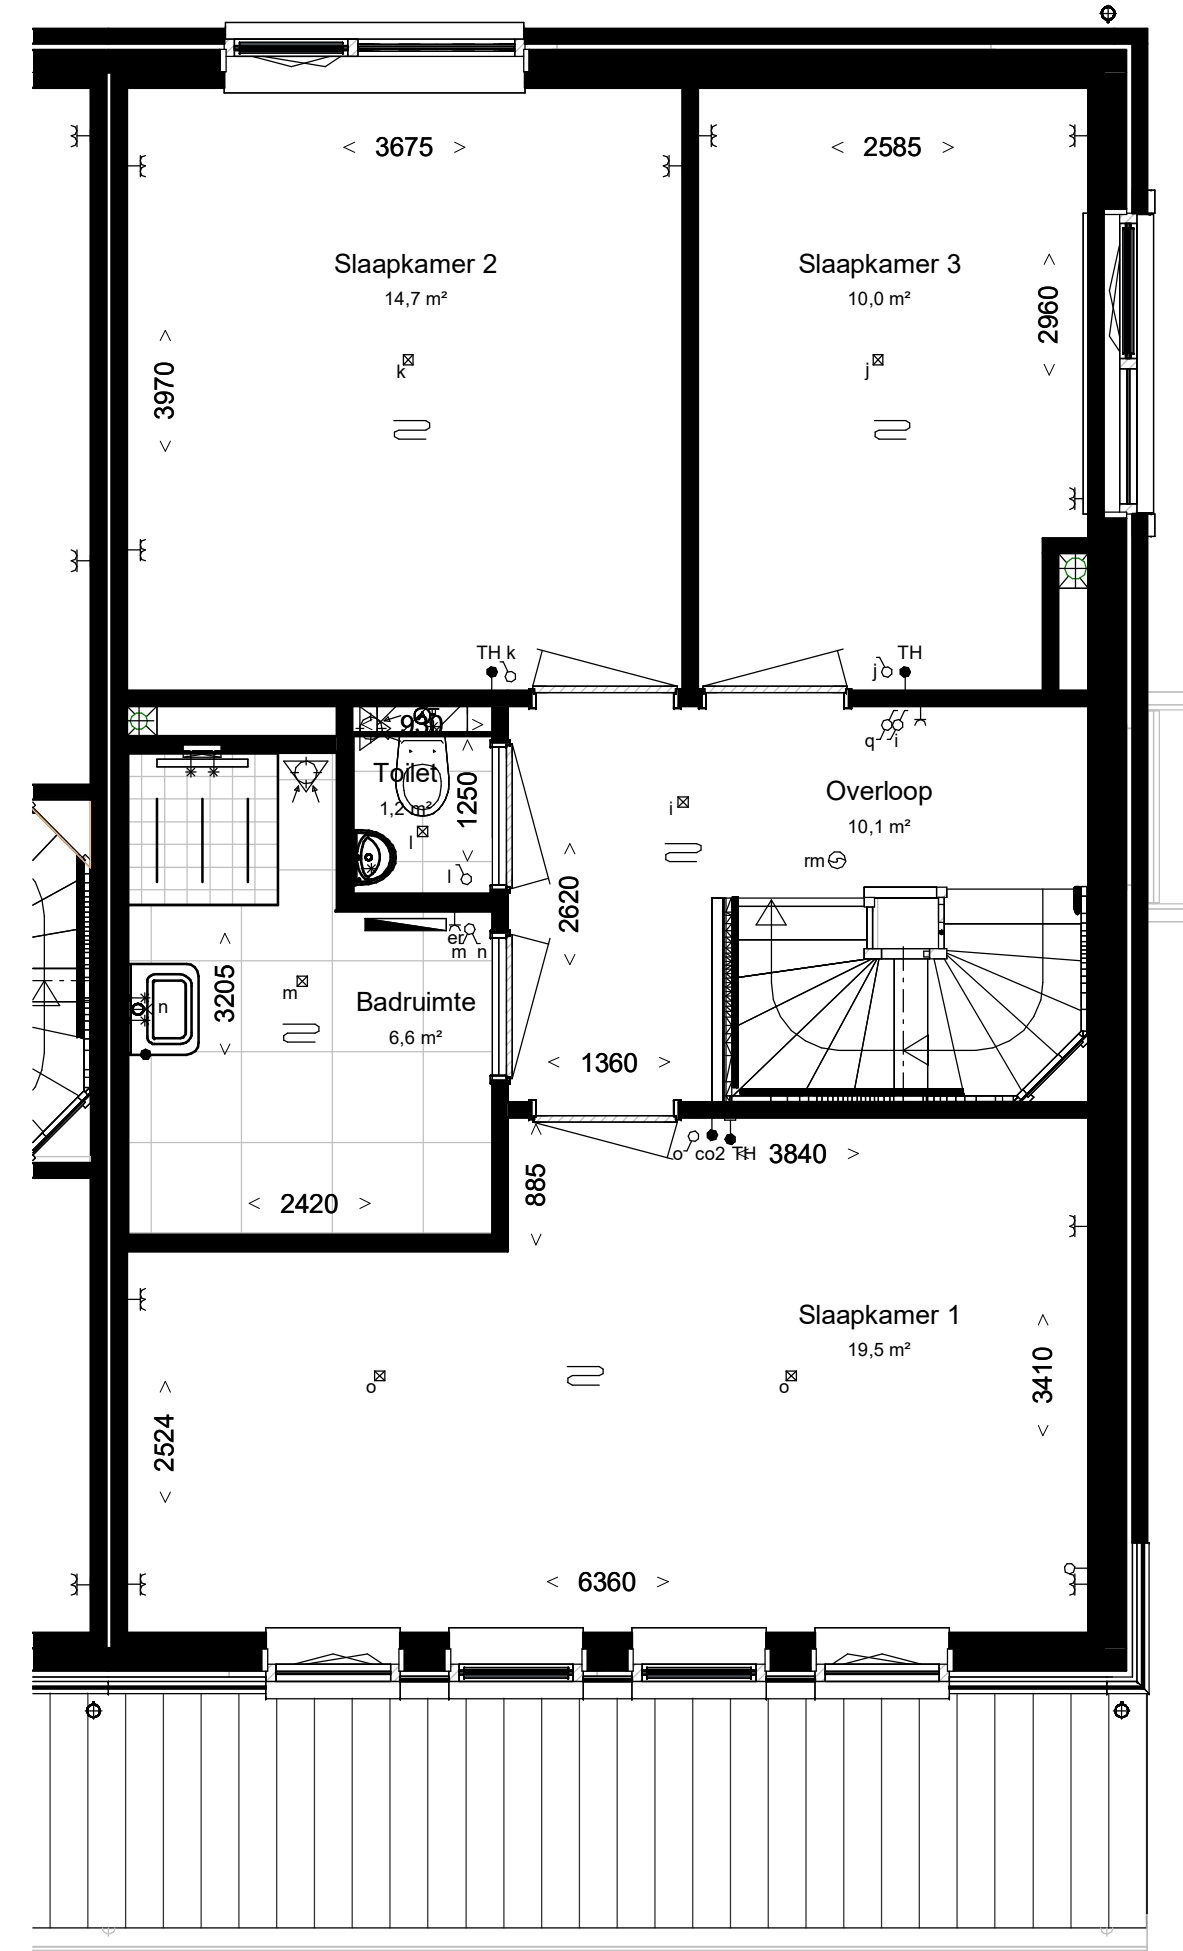 < 3675 >
< 2585 >
Slaapkamer 2
14,7 m²
Slaapkamer 3
10,0 m²
< 2960 >
< 3970 >
k
j
TH k
j
TH
930 >
q i
Toilet
1,2 m²
< 1250 >
l
l
Overloop
10,1 m²
i
rm
< 2620 >
er
m n
< 3205 >
m
n
Badruimte
6,6 m²
< 1360 >
o co2 TH
< 3840 >
< 885
< 2420 >
Slaapkamer 1
19,5 m²
< 3410 >
o
o
< 2524 >
< 6360 >